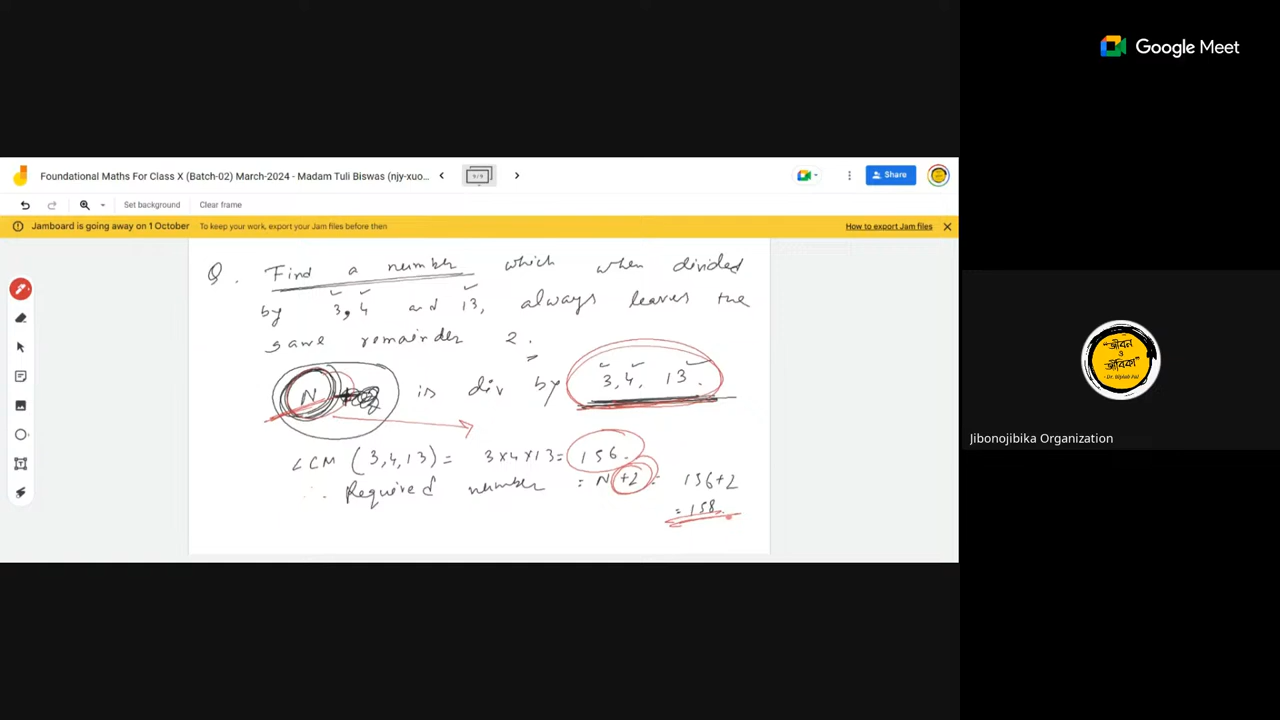 Google Meet
Foundational Maths For Class X (Batch-02) March-2024 - Madam Tuli Biswas (njy-xuo...
9/9
Share
Set background
Clear frame
Jamboard is going away on 1 October
To keep your work, export your Jam files before then
How to export Jam files
Q. Find a number which when divided
by 3, 4 and 13, always leaves the
same remainder 2.
N is div by 3, 4, 13.
LCM (3, 4, 13) = 3×4×13 = 156.
∴ Required number = N +2 = 156+2
= 158.
"জীবন
ও
জীবিকা"
Jibonojibika Organization